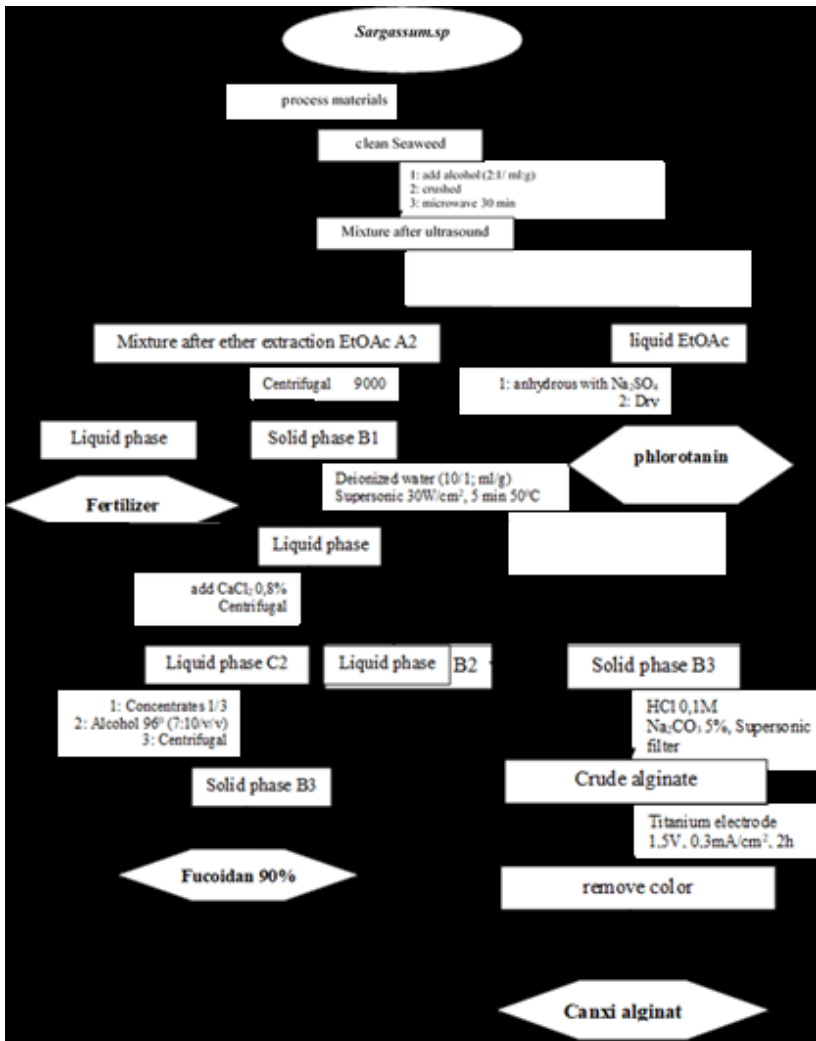 Sargassum.sp
process materials
clean Seaweed
1: add alcohol (2:1/ ml:g)
2: crushed
3: microwave 30 min
Mixture after ultrasound
Mixture after ether extraction EtOAc A2
liquid EtOAc
Centrifugal 9000
1: anhydrous with Na₂SO₄
2: Drv
Liquid phase
Solid phase B1
phlorotanin
Deionized water (10/1; ml/g)
Supersonic 30W/cm², 5 min 50⁰C
Fertilizer
Liquid phase
add CaCl₂ 0,8%
Centrifugal
Liquid phase C2
Liquid phase
B2
Solid phase B3
1: Concentrates 1/3
2: Alcohol 96⁰ (7:10/v/v)
3: Centrifugal
HCl 0,1M
Na₂CO₃ 5%, Supersonic
filter
Solid phase B3
Crude alginate
Titanium electrode
1,5V, 0,3mA/cm², 2h
Fucoidan 90%
remove color
Canxi alginat